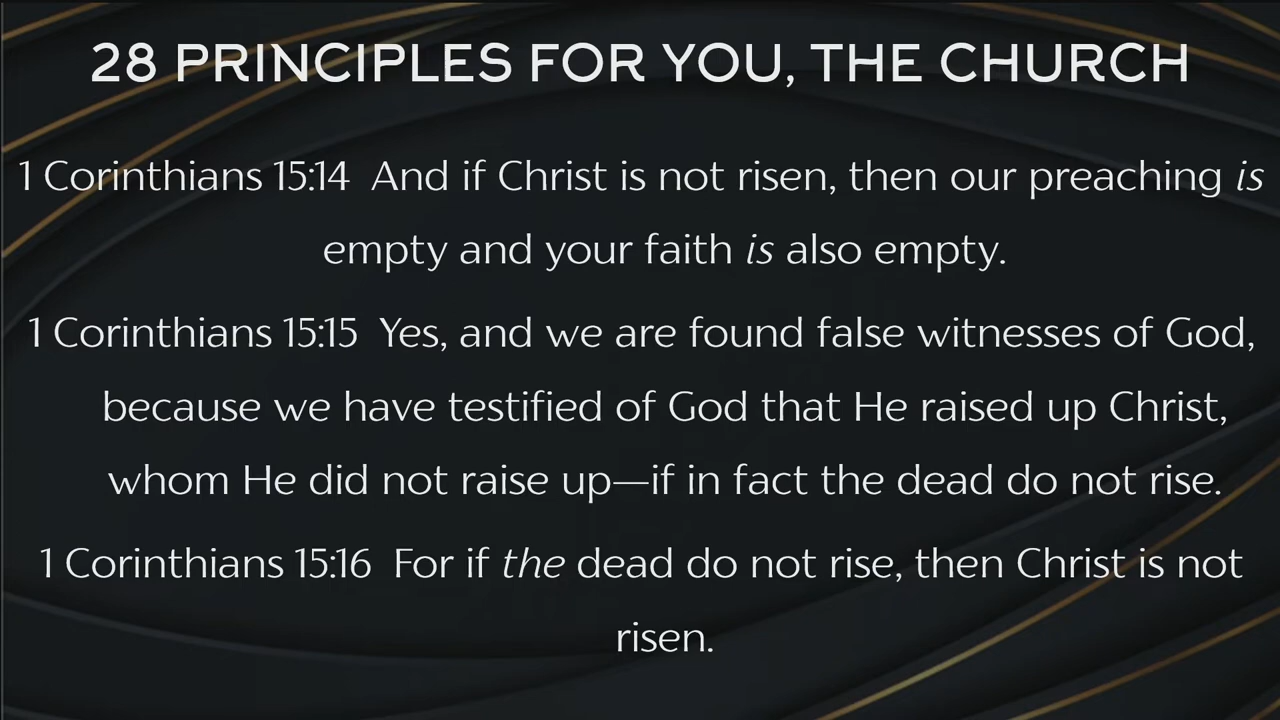 28 PRINCIPLES FOR YOU, THE CHURCH
1 Corinthians 15:14  And if Christ is not risen, then our preaching is
empty and your faith is also empty.
1 Corinthians 15:15  Yes, and we are found false witnesses of God,
because we have testified of God that He raised up Christ,
whom He did not raise up—if in fact the dead do not rise.
1 Corinthians 15:16  For if the dead do not rise, then Christ is not
risen.